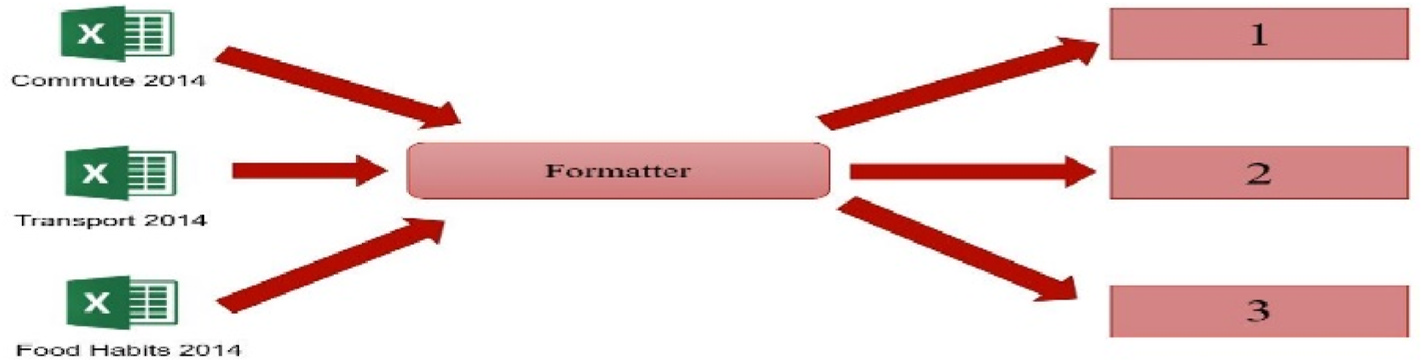 X
Commute 2014
X
Transport 2014
X
Food Habits 2014
Formatter
1
2
3